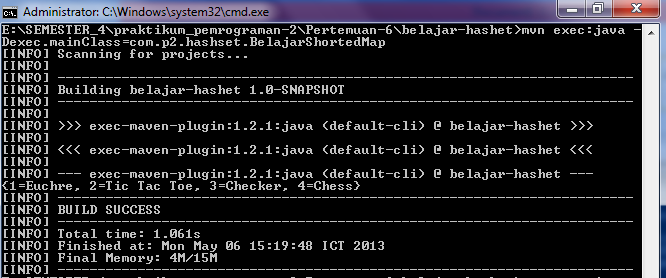 Administrator: C:\Windows\system32\cmd.exe
E:\SEMESTER_4\praktikum_pemrograman-2\Pertemuan-6\belajar-hashet>mvn exec:java -
Dexec.mainClass=com.p2.hashset.BelajarShortedMap
[INFO] Scanning for projects...
[INFO]
[INFO] ------------------------------------------------------------------------
[INFO] Building belajar-hashet 1.0-SNAPSHOT
[INFO] ------------------------------------------------------------------------
[INFO]
[INFO] >>> exec-maven-plugin:1.2.1:java (default-cli) @ belajar-hashet >>>
[INFO]
[INFO] <<< exec-maven-plugin:1.2.1:java (default-cli) @ belajar-hashet <<<
[INFO]
[INFO] --- exec-maven-plugin:1.2.1:java (default-cli) @ belajar-hashet ---
{1=Euchre, 2=Tic Tac Toe, 3=Checker, 4=Chess}
[INFO] ------------------------------------------------------------------------
[INFO] BUILD SUCCESS
[INFO] ------------------------------------------------------------------------
[INFO] Total time: 1.061s
[INFO] Finished at: Mon May 06 15:19:48 ICT 2013
[INFO] Final Memory: 4M/15M
[INFO] ------------------------------------------------------------------------